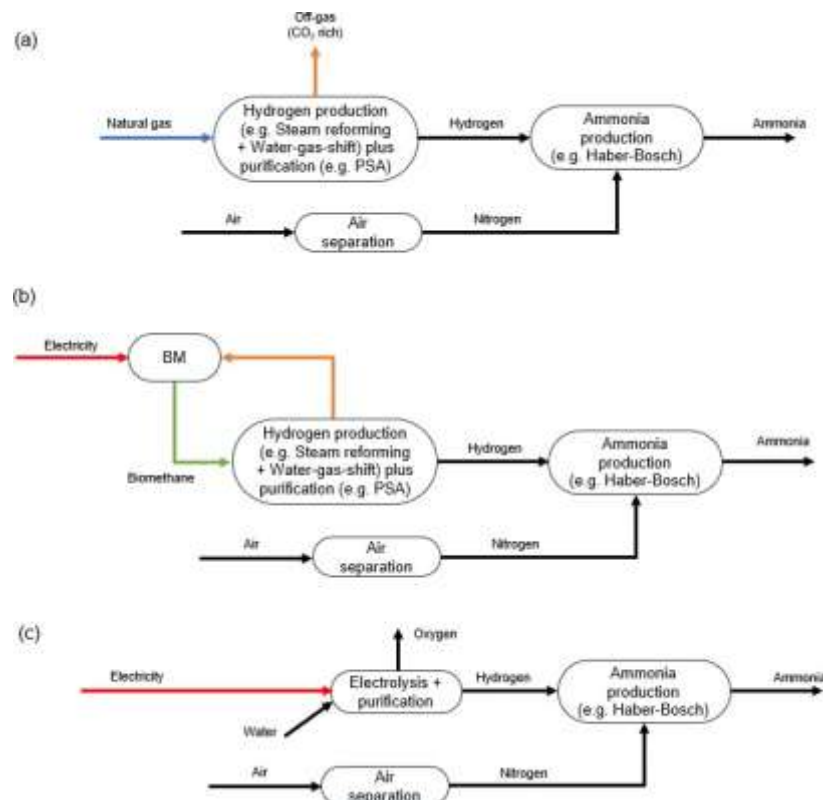 Off-gas
(CO₂ rich)
(a)
Natural gas
Hydrogen production
(e.g. Steam reforming
+ Water-gas-shift) plus
purification (e.g. PSA)
Hydrogen
Ammonia
production
(e.g. Haber-Bosch)
Ammonia
Air
Air
separation
Nitrogen
(b)
Electricity
BM
Biomethane
Hydrogen production
(e.g. Steam reforming
+ Water-gas-shift) plus
purification (e.g. PSA)
Hydrogen
Ammonia
production
(e.g. Haber-Bosch)
Ammonia
Air
Air
separation
Nitrogen
(c)
Oxygen
Electricity
Electrolysis +
purification
Water
Hydrogen
Ammonia
production
(e.g. Haber-Bosch)
Ammonia
Air
Air
separation
Nitrogen